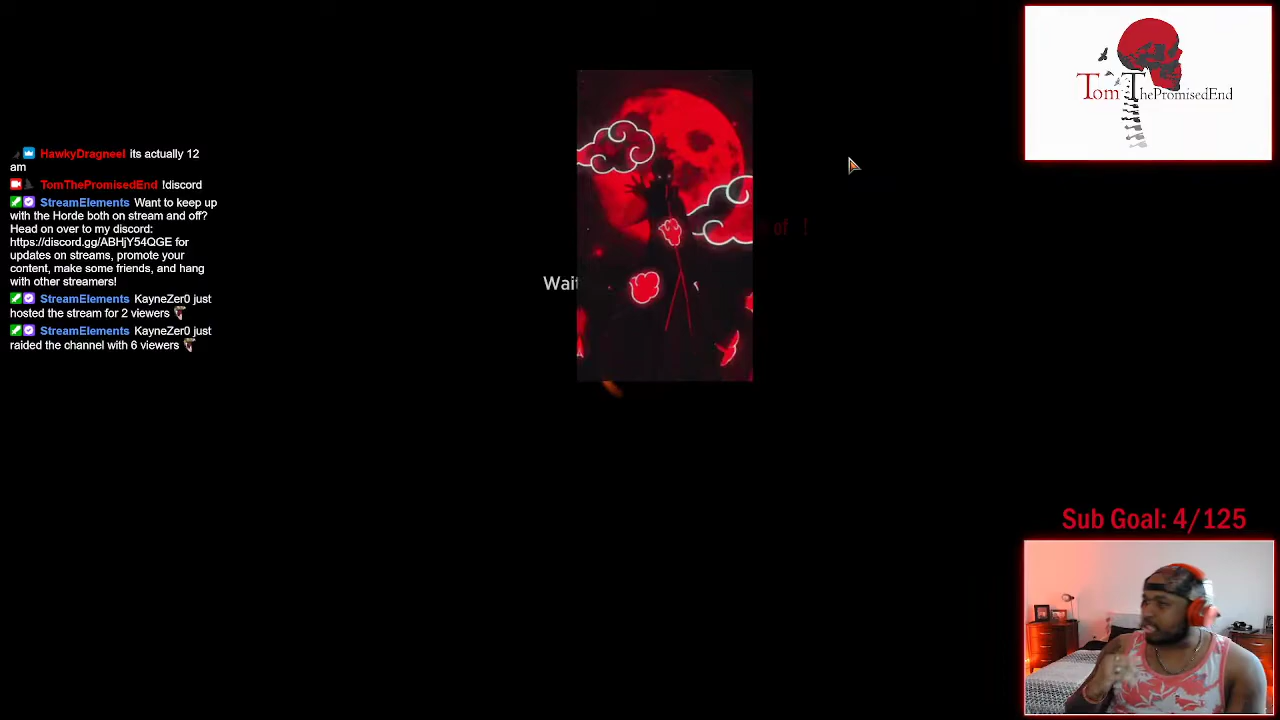 HawkyDragneel its actually 12
am
TomThePromisedEnd !discord
StreamElements Want to keep up
with the Horde both on stream and off?
Head on over to my discord:
https://discord.gg/ABHjY54QGE for
updates on streams, promote your
content, make some friends, and hang
with other streamers!
StreamElements KayneZer0 just
hosted the stream for 2 viewers
StreamElements KayneZer0 just
raided the channel with 6 viewers
Wait
of !
TomThePromisedEnd
Sub Goal: 4/125